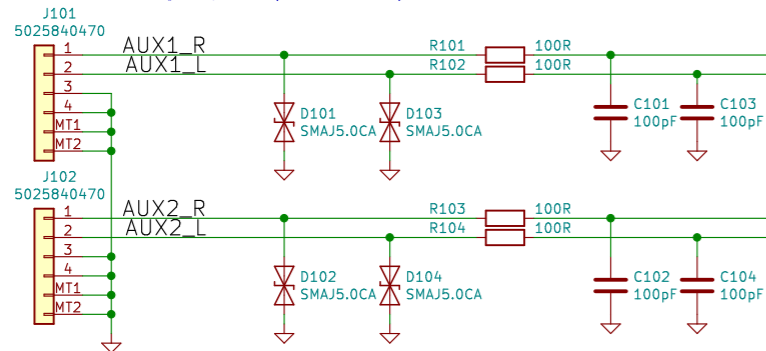 J101
5025840470
1 AUX1_R R101 100R
2 AUX1_L R102 100R
3
4
MT1
MT2
D101 D103 C101 C103
SMAJ5.0CA SMAJ5.0CA 100pF 100pF
J102
5025840470
1 AUX2_R R103 100R
2 AUX2_L R104 100R
3
4
MT1
MT2
D102 D104 C102 C104
SMAJ5.0CA SMAJ5.0CA 100pF 100pF